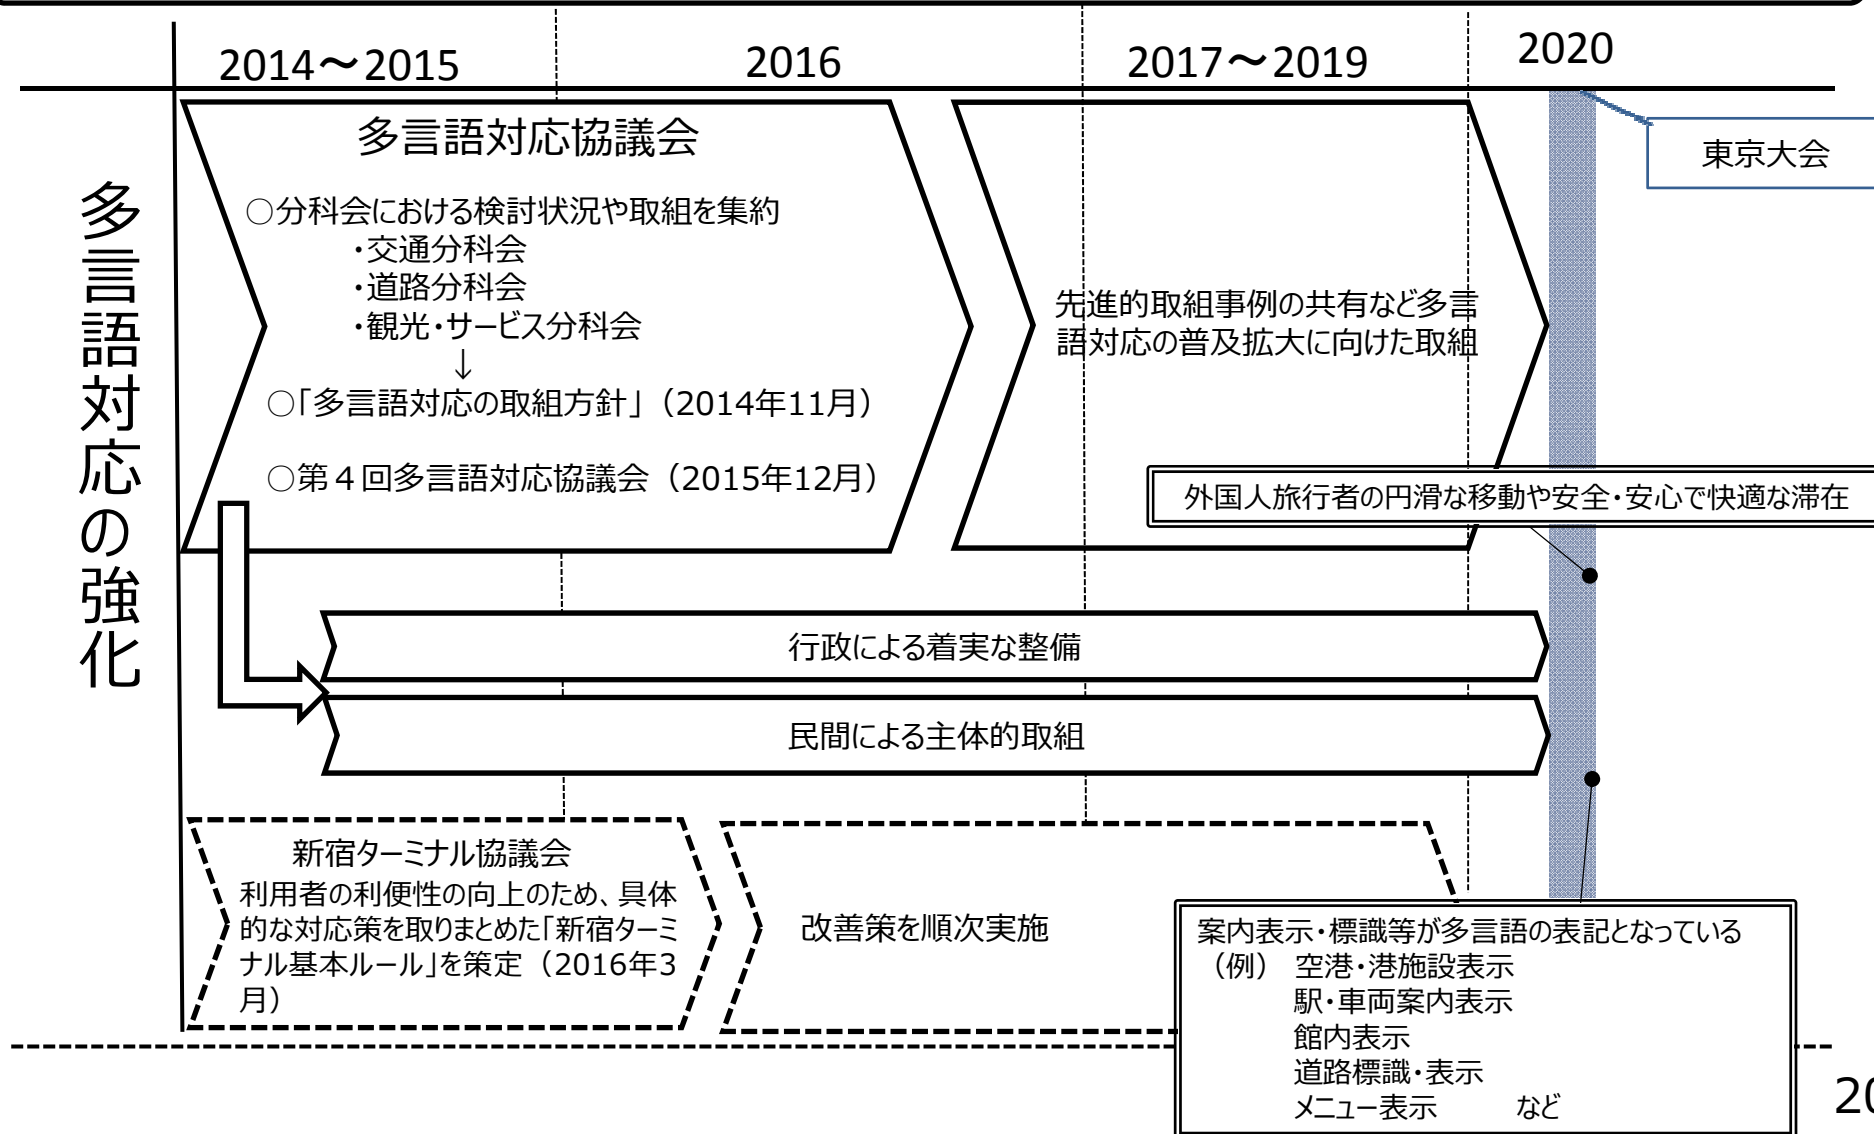 2014～2015
2016
2017～2019
2020
東京大会
多言語対応の強化
多言語対応協議会
○分科会における検討状況や取組を集約
・交通分科会
・道路分科会
・観光・サービス分科会
↓
○「多言語対応の取組方針」（2014年11月）
○第４回多言語対応協議会（2015年12月）
先進的取組事例の共有など多言
語対応の普及拡大に向けた取組
外国人旅行者の円滑な移動や安全・安心で快適な滞在
行政による着実な整備
民間による主体的取組
新宿ターミナル協議会
利用者の利便性の向上のため、具体
的な対応策を取りまとめた「新宿ターミ
ナル基本ルール」を策定（2016年3
月）
改善策を順次実施
案内表示・標識等が多言語の表記となっている
（例） 空港・港施設表示
駅・車両案内表示
館内表示
道路標識・表示
メニュー表示 など
20